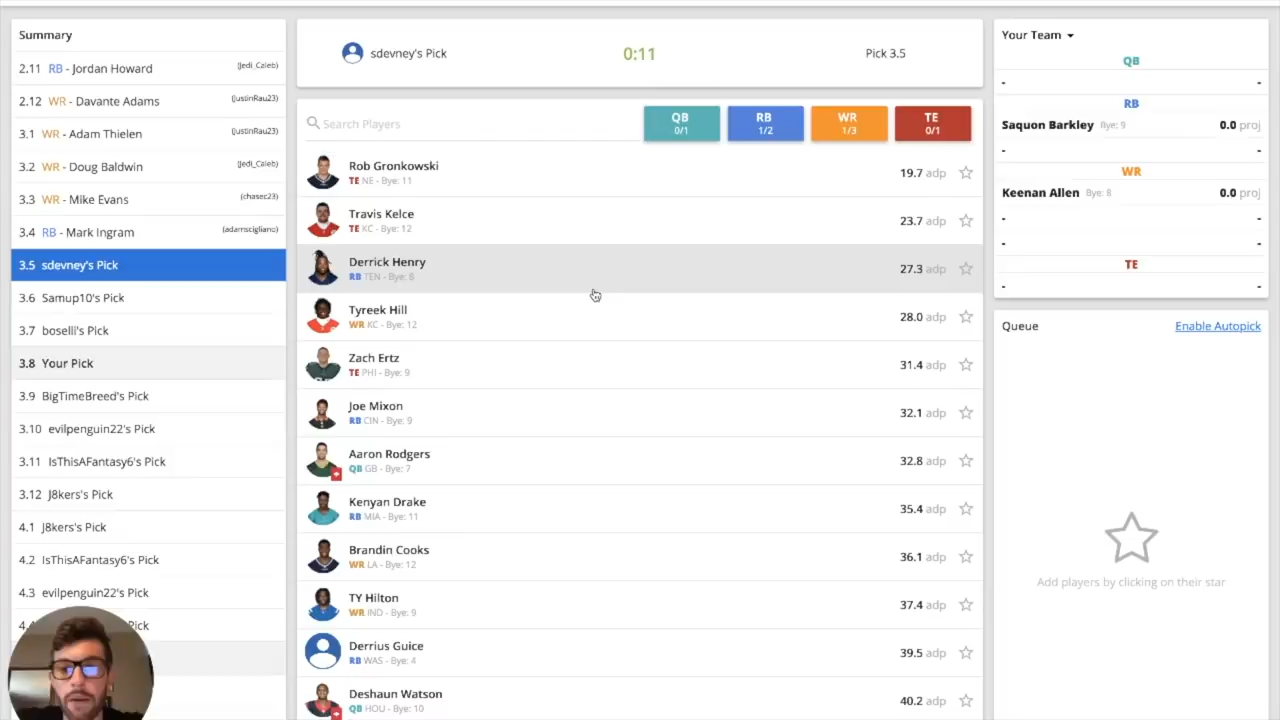 Summary
2.11 RB - Jordan Howard (Jedi_Caleb)
2.12 WR - Davante Adams (JustinRau23)
3.1 WR - Adam Thielen (JustinRau23)
3.2 WR - Doug Baldwin (Jedi_Caleb)
3.3 WR - Mike Evans (chasec23)
3.4 RB - Mark Ingram (adamscigliano)
3.5 sdevney's Pick
3.6 Samup10's Pick
3.7 boselli's Pick
3.8 Your Pick
3.9 BigTimeBreed's Pick
3.10 evilpenguin22's Pick
3.11 IsThisAFantasy6's Pick
3.12 J8kers's Pick
4.1 J8kers's Pick
4.2 IsThisAFantasy6's Pick
4.3 evilpenguin22's Pick
Pick
sdevney's Pick 0:11 Pick 3.5
Search Players
QB 0/1
RB 1/2
WR 1/3
TE 0/1
Rob Gronkowski
TE NE - Bye: 11
19.7 adp
Travis Kelce
TE KC - Bye: 12
23.7 adp
Derrick Henry
RB TEN - Bye: 8
27.3 adp
Tyreek Hill
WR KC - Bye: 12
28.0 adp
Zach Ertz
TE PHI - Bye: 9
31.4 adp
Joe Mixon
RB CIN - Bye: 9
32.1 adp
Aaron Rodgers
QB GB - Bye: 7
32.8 adp
Kenyan Drake
RB MIA - Bye: 11
35.4 adp
Brandin Cooks
WR LA - Bye: 12
36.1 adp
TY Hilton
WR IND - Bye: 9
37.4 adp
Derrius Guice
RB WAS - Bye: 4
39.5 adp
Deshaun Watson
QB HOU - Bye: 10
40.2 adp
Your Team
QB
- -
RB
Saquon Barkley Bye: 9 0.0 proj
- -
WR
Keenan Allen Bye: 8 0.0 proj
- -
- -
TE
- -
Queue Enable Autopick
Add players by clicking on their star